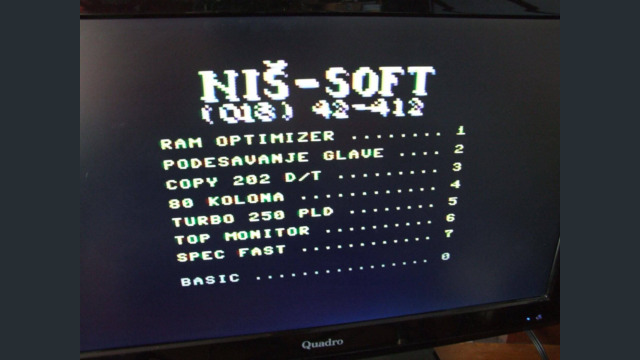 NIŠ-SOFT
(018) 42-412
RAM OPTIMIZER ........ 1
PODESAVANJE GLAVE .... 2
COPY 202 D/T ......... 3
80 KOLONA ............ 4
TURBO 250 PLD ........ 5
TOP MONITOR .......... 6
SPEC FAST ............ 7
BASIC ................ 0
Quadro